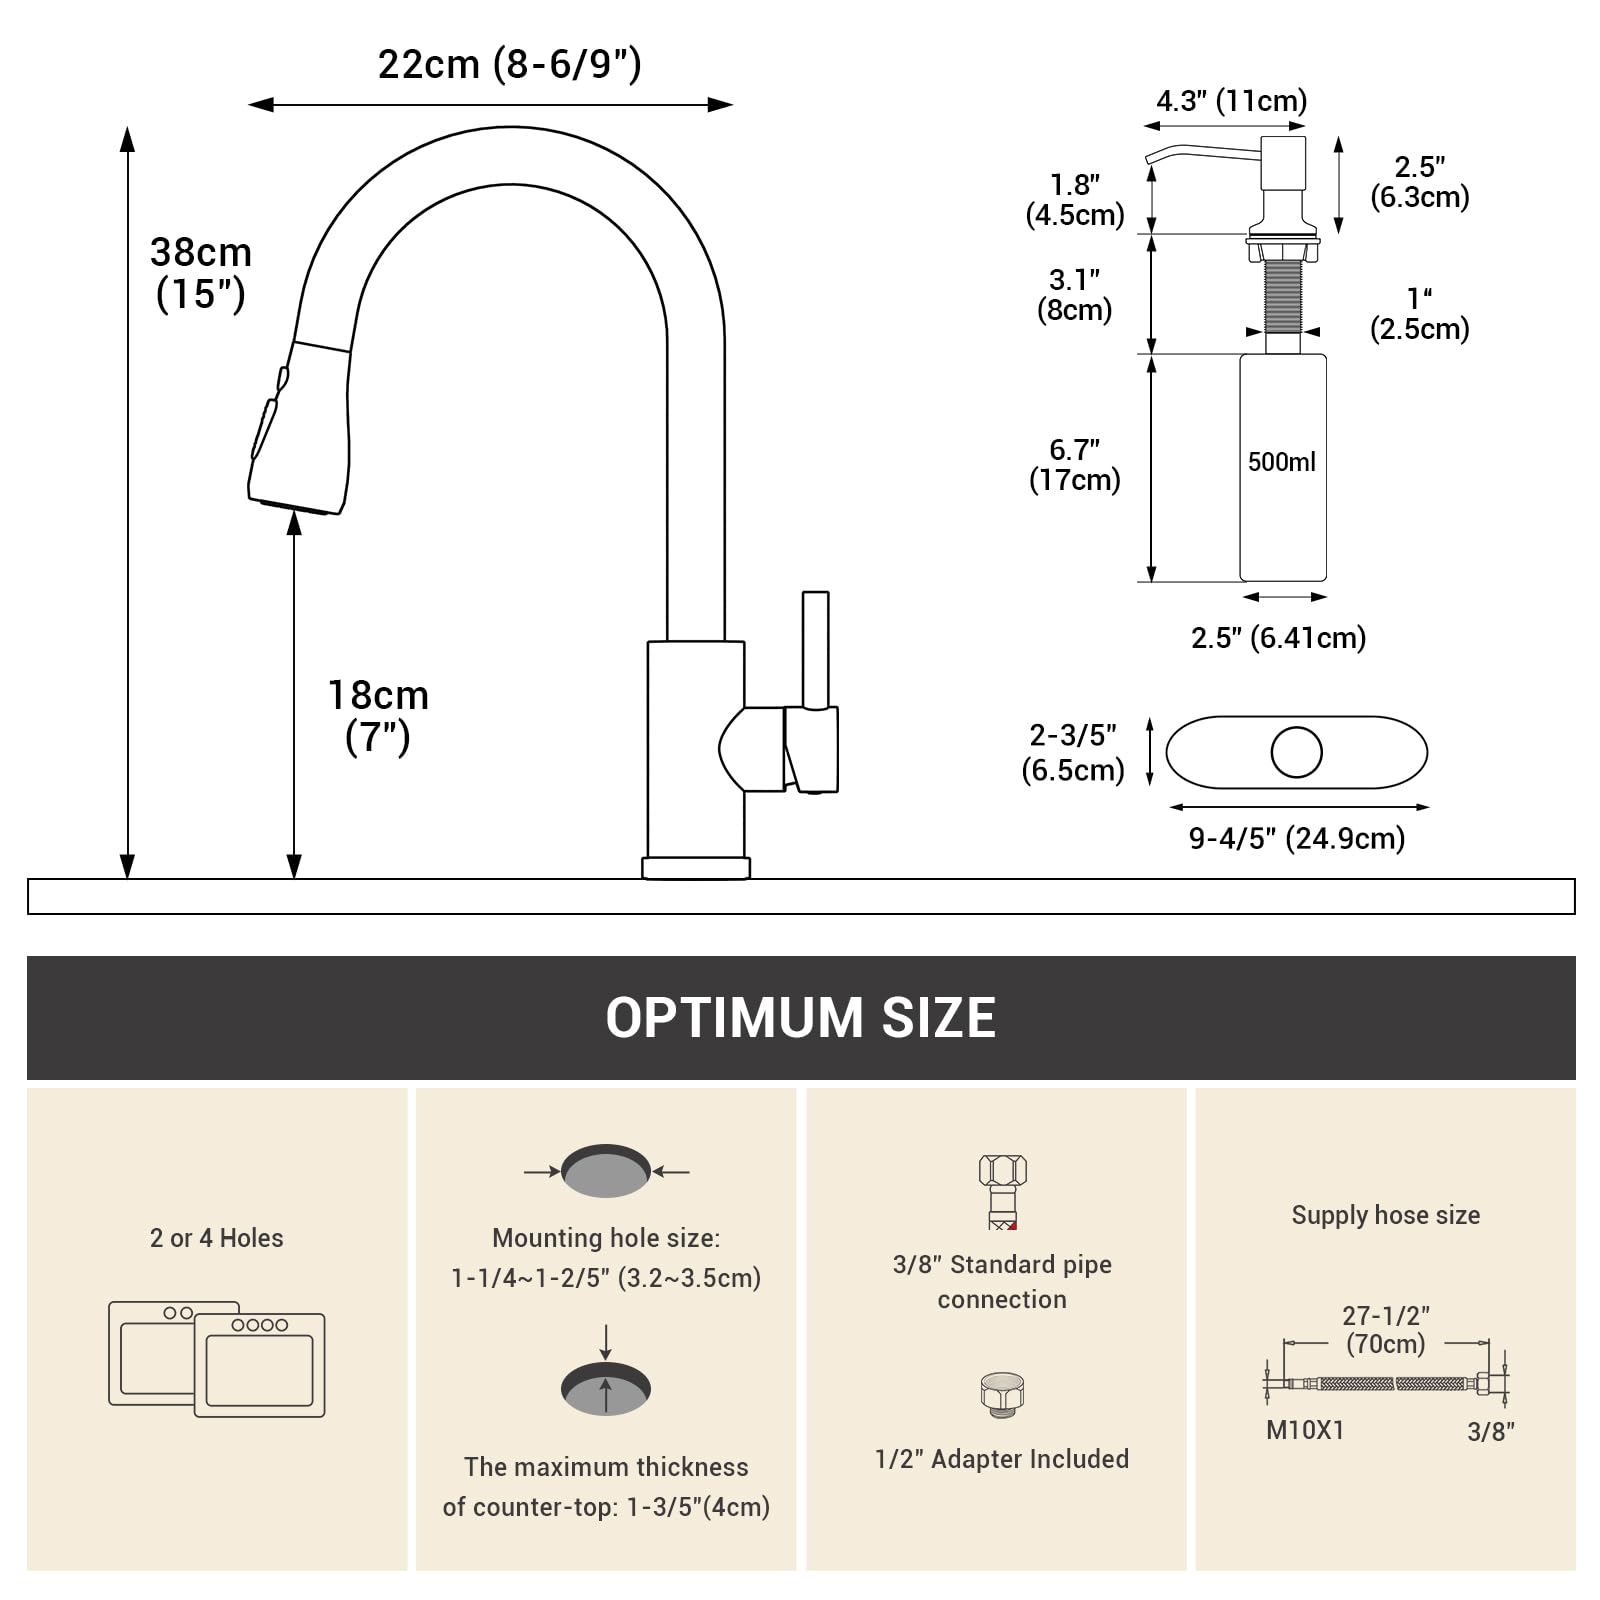 22cm (8-6/9")
38cm
(15")
18cm
(7")
4.3" (11cm)
1.8"
(4.5cm)
2.5"
(6.3cm)
3.1"
(8cm)
1“
(2.5cm)
6.7"
(17cm)
500ml
2.5" (6.41cm)
2-3/5"
(6.5cm)
9-4/5" (24.9cm)
OPTIMUM SIZE
2 or 4 Holes
Mounting hole size:
1-1/4~1-2/5" (3.2~3.5cm)
The maximum thickness
of counter-top: 1-3/5"(4cm)
3/8" Standard pipe
connection
1/2" Adapter Included
Supply hose size
27-1/2"
(70cm)
M10X1
3/8"